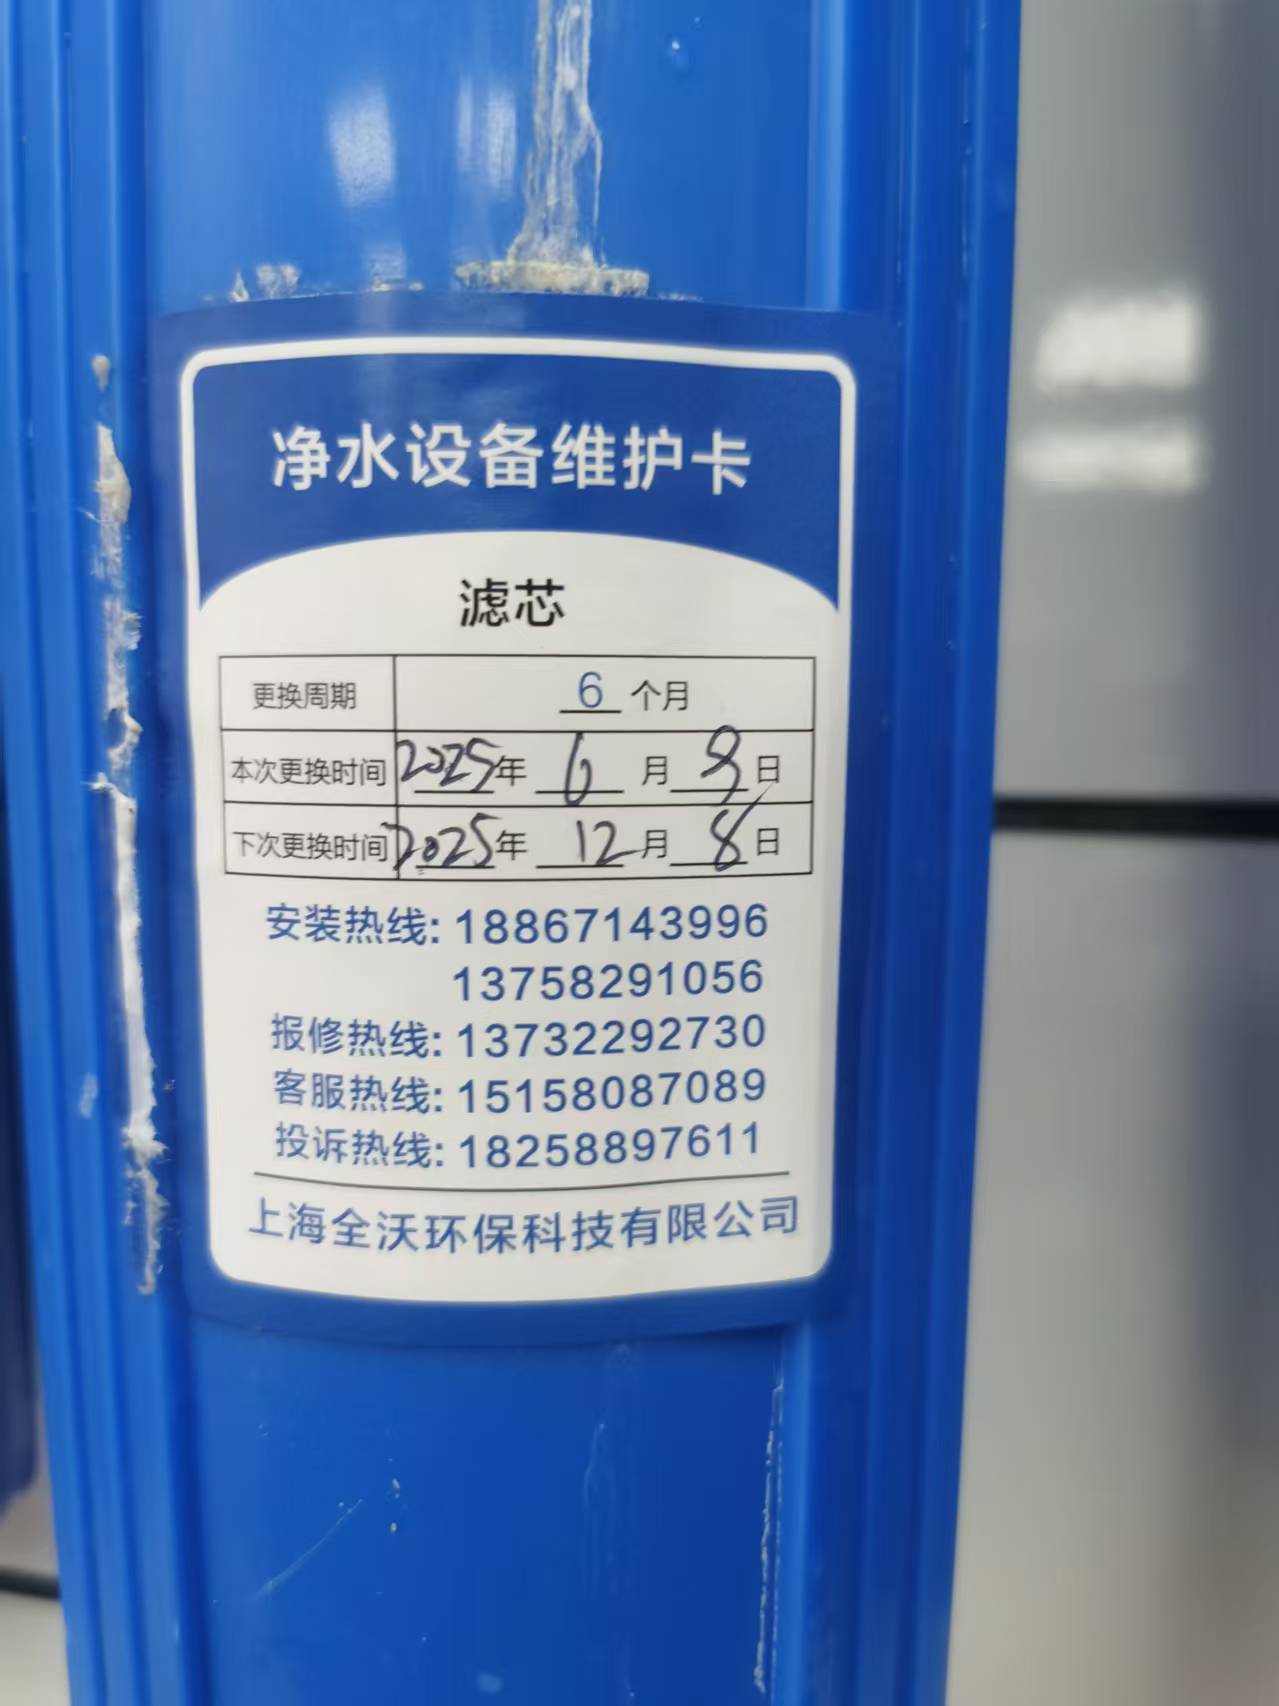 净水设备维护卡
滤芯
更换周期 6 个月
本次更换时间 2025年 6 月 9 日
下次更换时间 2025年 12 月 8 日
安装热线: 18867143996
13758291056
报修热线: 13732292730
客服热线: 15158087089
投诉热线: 18258897611
上海全沃环保科技有限公司